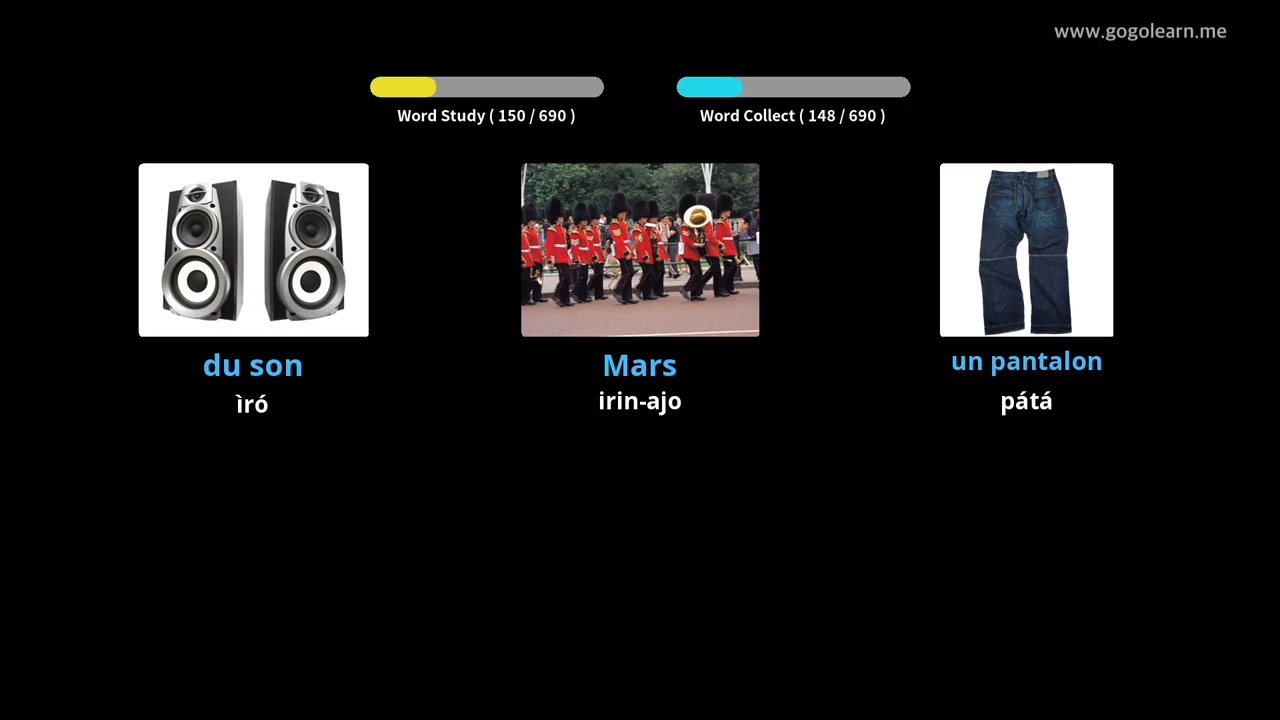 www.gogolearn.me
Word Study ( 150 / 690 )
Word Collect ( 148 / 690 )
du son
ìró
Mars
irin-ajo
un pantalon
pátá